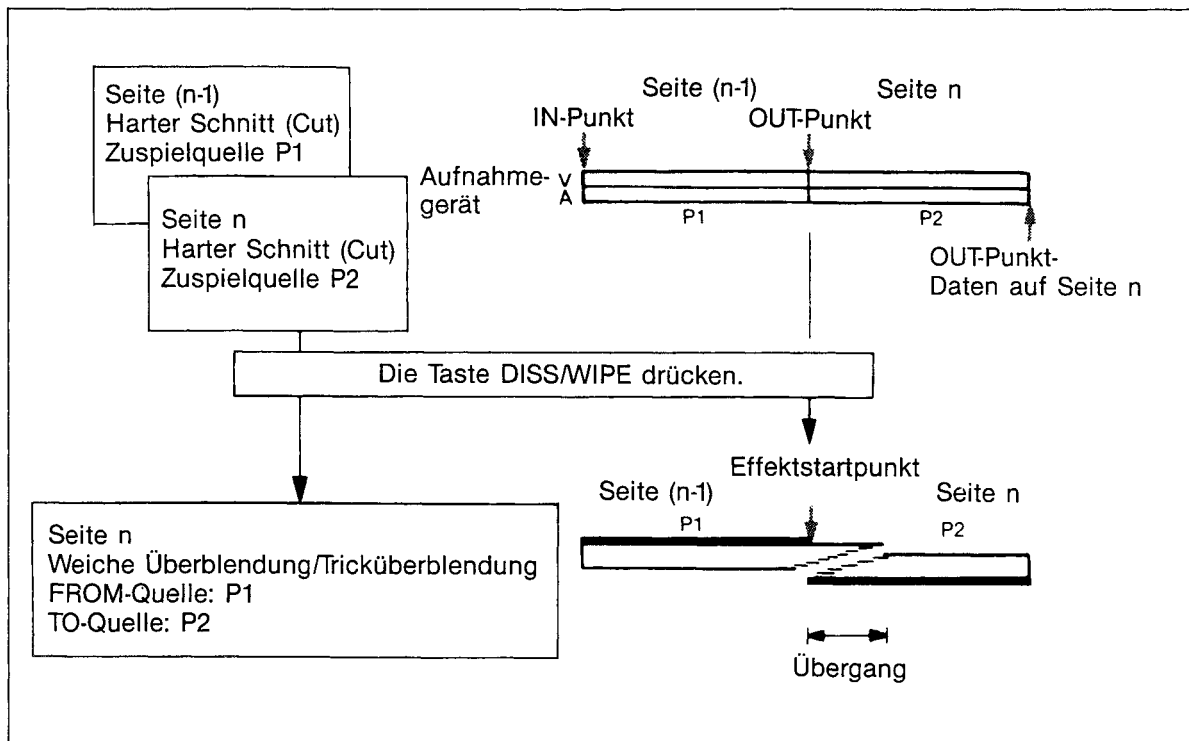 Seite (n-1)
Harter Schnitt (Cut)
Zuspielquelle P1
Seite n
Harter Schnitt (Cut)
Zuspielquelle P2
Seite (n-1)
Seite n
IN-Punkt
OUT-Punkt
Aufnahme-
gerät
V
A
P1
P2
OUT-Punkt-
Daten auf Seite n
Die Taste DISS/WIPE drücken.
Seite n
Weiche Überblendung/Tricküberblendung
FROM-Quelle: P1
TO-Quelle: P2
Effektstartpunkt
Seite (n-1)
Seite n
P1
P2
Übergang